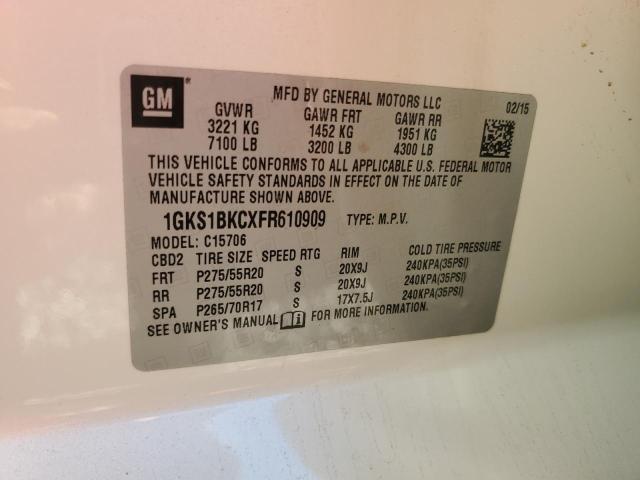 GM
MFD BY GENERAL MOTORS LLC 02/15
GVWR GAWR FRT GAWR RR
3221 KG 1452 KG 1951 KG
7100 LB 3200 LB 4300 LB
THIS VEHICLE CONFORMS TO ALL APPLICABLE U.S. FEDERAL MOTOR
VEHICLE SAFETY STANDARDS IN EFFECT ON THE DATE OF
MANUFACTURE SHOWN ABOVE.
1GKS1BKCXFR610909 TYPE: M.P.V.
MODEL: C15706
CBD2 TIRE SIZE SPEED RTG RIM COLD TIRE PRESSURE
FRT P275/55R20 S 20X9J 240KPA(35PSI)
RR P275/55R20 S 20X9J 240KPA(35PSI)
SPA P265/70R17 S 17X7.5J 240KPA(35PSI)
SEE OWNER'S MANUAL FOR MORE INFORMATION.